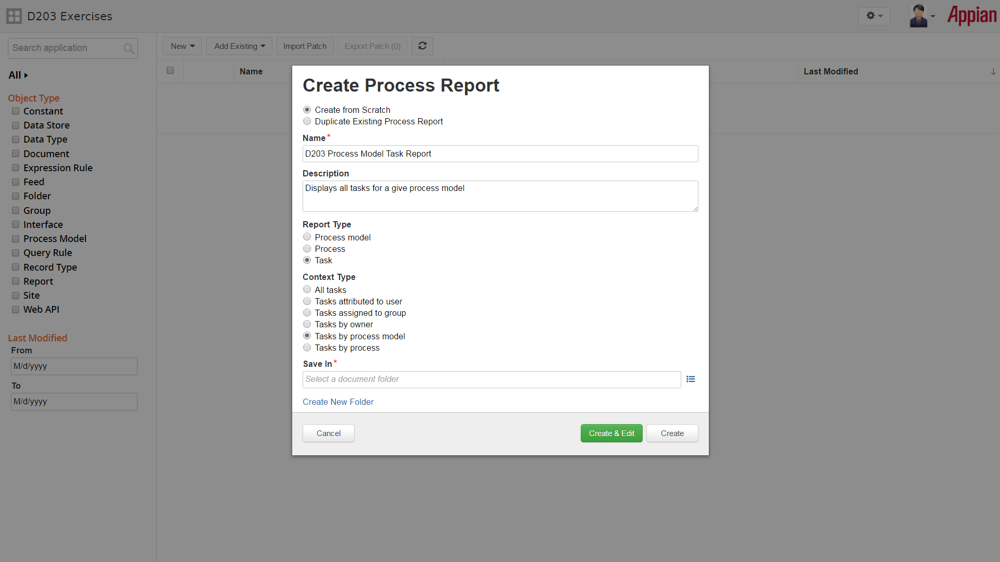 D203 Exercises
Appian
Search application
New
Add Existing
Import Patch
Export Patch (0)
All
Name
Last Modified
Object Type
Constant
Data Store
Data Type
Document
Expression Rule
Feed
Folder
Group
Interface
Process Model
Query Rule
Record Type
Report
Site
Web API
Last Modified
From
M/d/yyyy
To
M/d/yyyy
Create Process Report
Create from Scratch
Duplicate Existing Process Report
Name*
D203 Process Model Task Report
Description
Displays all tasks for a give process model
Report Type
Process model
Process
Task
Context Type
All tasks
Tasks attributed to user
Tasks assigned to group
Tasks by owner
Tasks by process model
Tasks by process
Save In*
Select a document folder
Create New Folder
Cancel
Create & Edit
Create